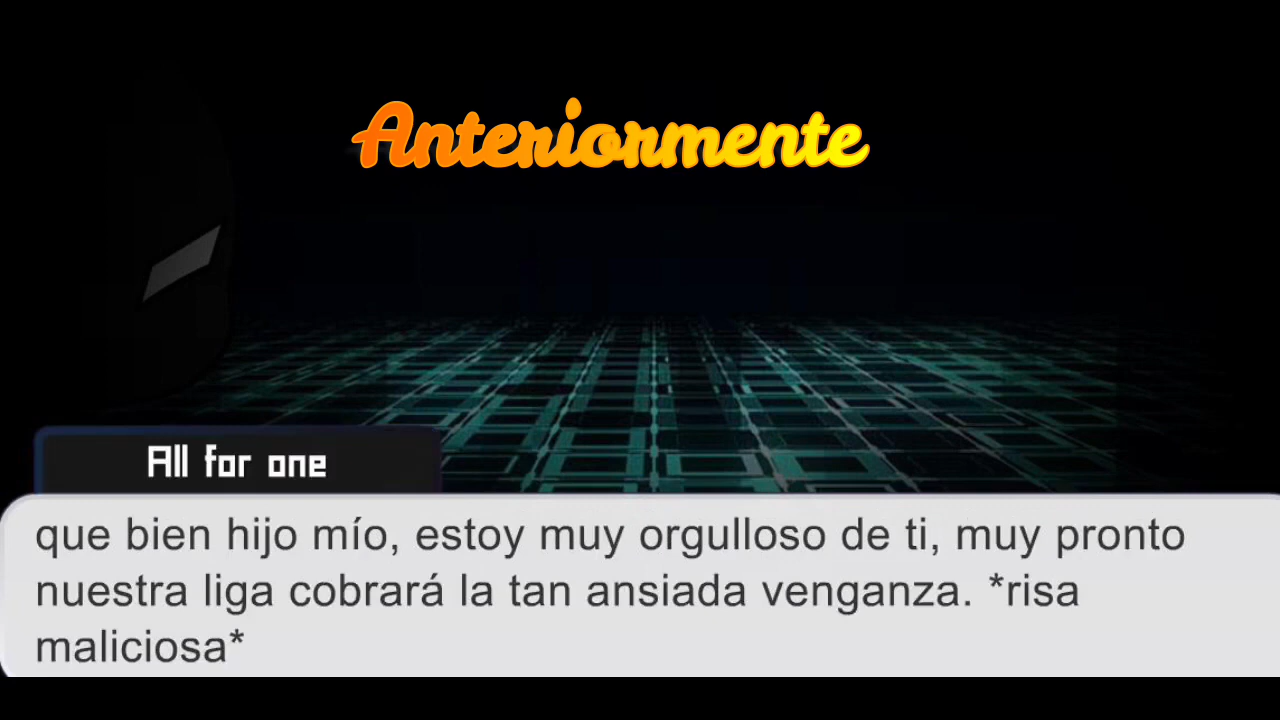 Anteriormente
All for one
que bien hijo mío, estoy muy orgulloso de ti, muy pronto
nuestra liga cobrará la tan ansiada venganza. *risa
maliciosa*